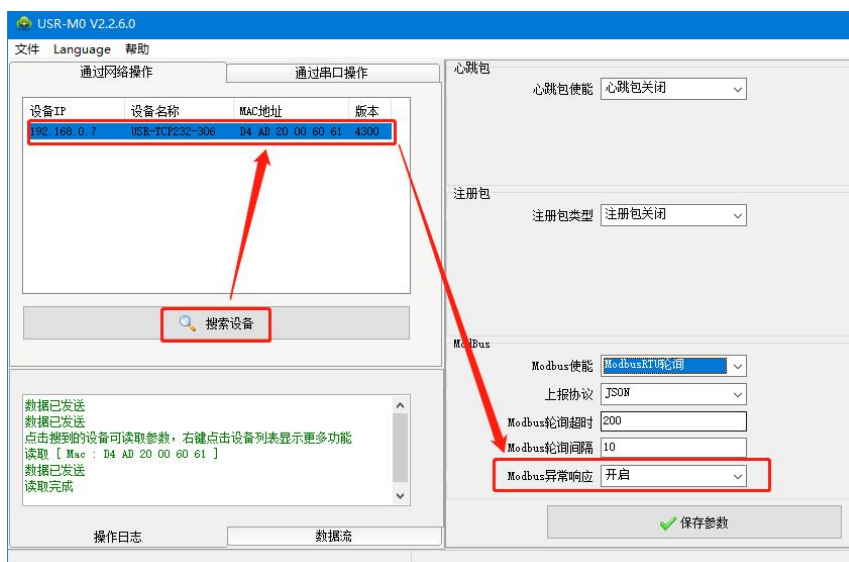 USR-M0 V2.2.6.0
文件 Language 帮助
通过网络操作 通过串口操作
设备IP 设备名称 MAC地址 版本
192.168.0.7 USR-TCP232-306 D4 AD 20 00 60 61 4300
搜索设备
数据已发送
数据已发送
点击搜到的设备可读取参数，右键点击设备列表显示更多功能
读取 [ Mac : D4 AD 20 00 60 61 ]
数据已发送
读取完成
操作日志 数据流
心跳包
心跳包使能 心跳包关闭
注册包
注册包类型 注册包关闭
ModBus
Modbus使能 ModbusRTU轮询
上报协议 JSON
Modbus轮询超时 200
Modbus轮询间隔 10
Modbus异常响应 开启
保存参数